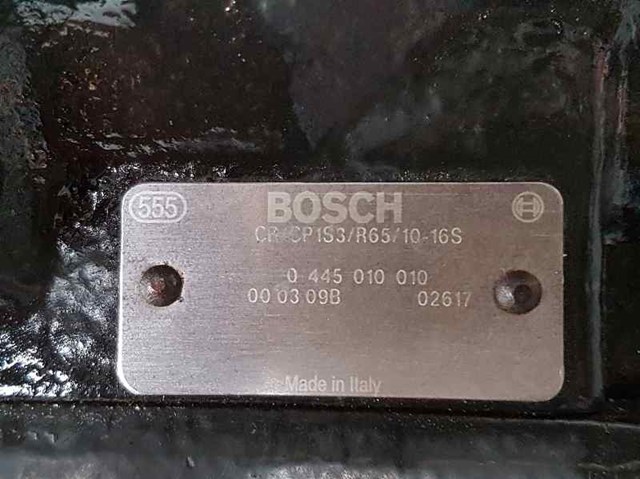 555 BOSCH
CR/CP1S3/R65/10-16S
0 445 010 010
00 03 09B 02617
Made in Italy